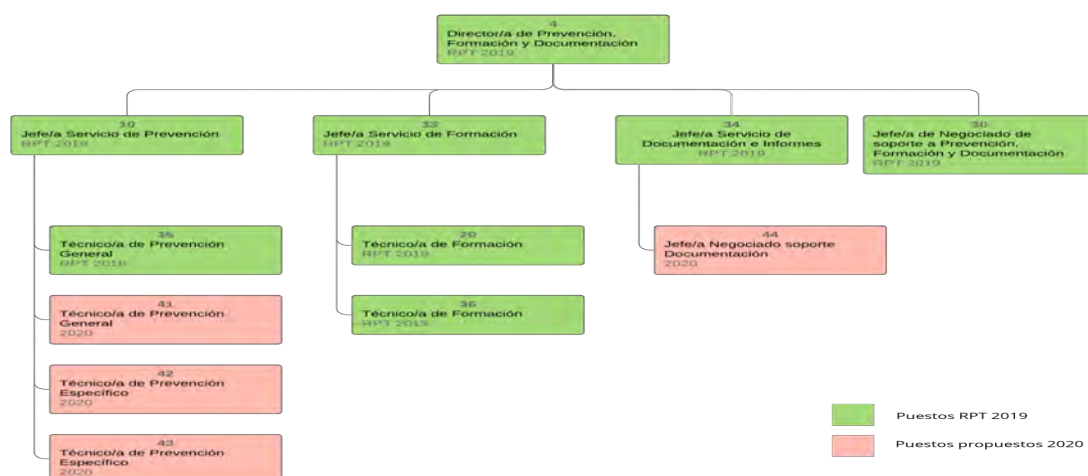 4
Director/a de Prevención,
Formación y Documentación
RPT 2019
Jefe/a Servicio de Prevención
RPT 2019
33
Jefe/a Servicio de Formación
RPT 2019
34
Jefe/a Servicio de
Documentación e Informes
RPT 2019
Jefe/a de Negociado de
soporte a Prevención,
Formación y Documentación
RPT 2019
Técnico/a de Prevención
General
RPT 2019
20
Técnico/a de Formación
RPT 2019
44
Jefe/a Negociado soporte
Documentación
2020
41
Técnico/a de Prevención
General
2020
36
Técnico/a de Formación
RPT 2019
42
Técnico/a de Prevención
Específico
2020
43
Técnico/a de Prevención
Específico
2020
Puestos RPT 2019
Puestos propuestos 2020